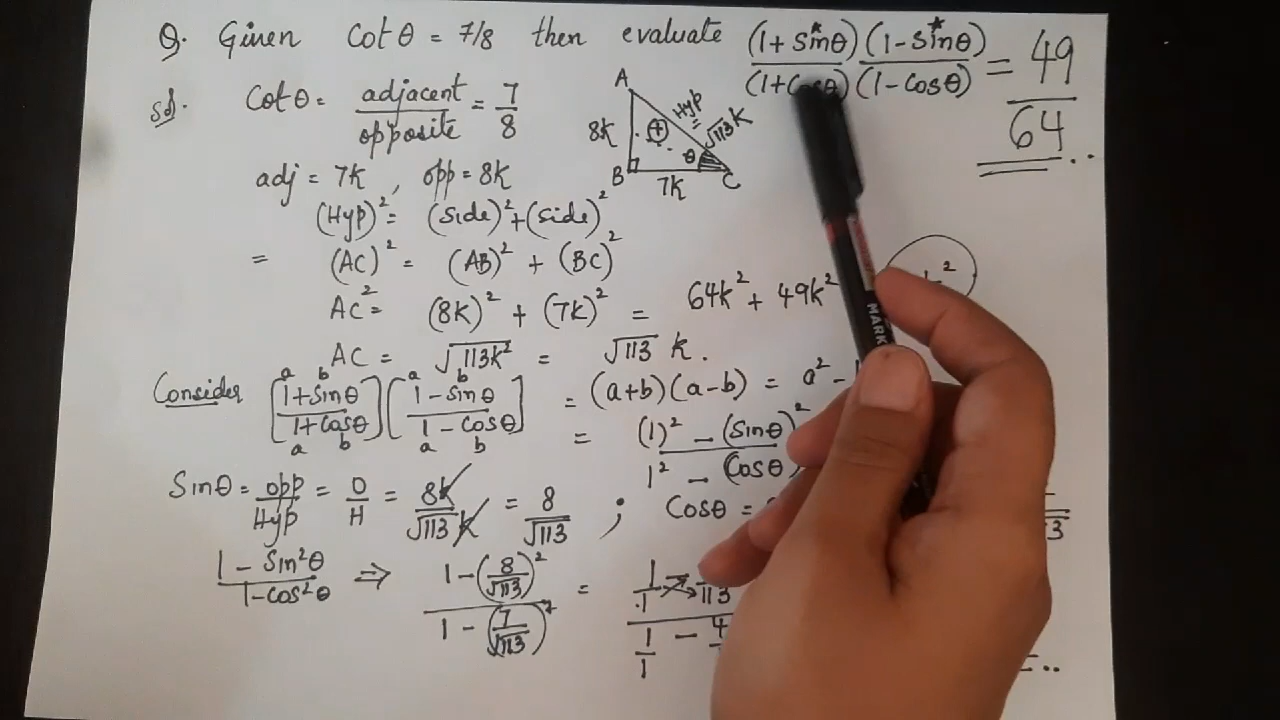 Q. Given Cotθ = 7/8 then evaluate (1+Sinθ)(1-Sinθ) / (1+Cosθ)(1-Cosθ) = 49/64
Sol. Cotθ = adjacent/opposite = 7/8
A
8K
Hyp
√113 K
θ
B
7K
C
adj = 7K , opp = 8K
(Hyp)² = (Side)² + (Side)²
= (AC)² = (AB)² + (BC)²
AC² = (8K)² + (7K)² = 64K² + 49K²
AC = √113K² = √113 K.
Consider [1+Sinθ / 1+Cosθ] [1-Sinθ / 1-Cosθ] = (a+b)(a-b) = a² -
a b a b
a b a b
= (1)² - (Sinθ)² / 1² - (Cosθ)
Sinθ = opp/Hyp = O/H = 8K/√113K = 8/√113 ; Cosθ =
1-Sin²θ / 1-Cos²θ ⇒ 1-(8/√113)² / 1-(7/√113)² =